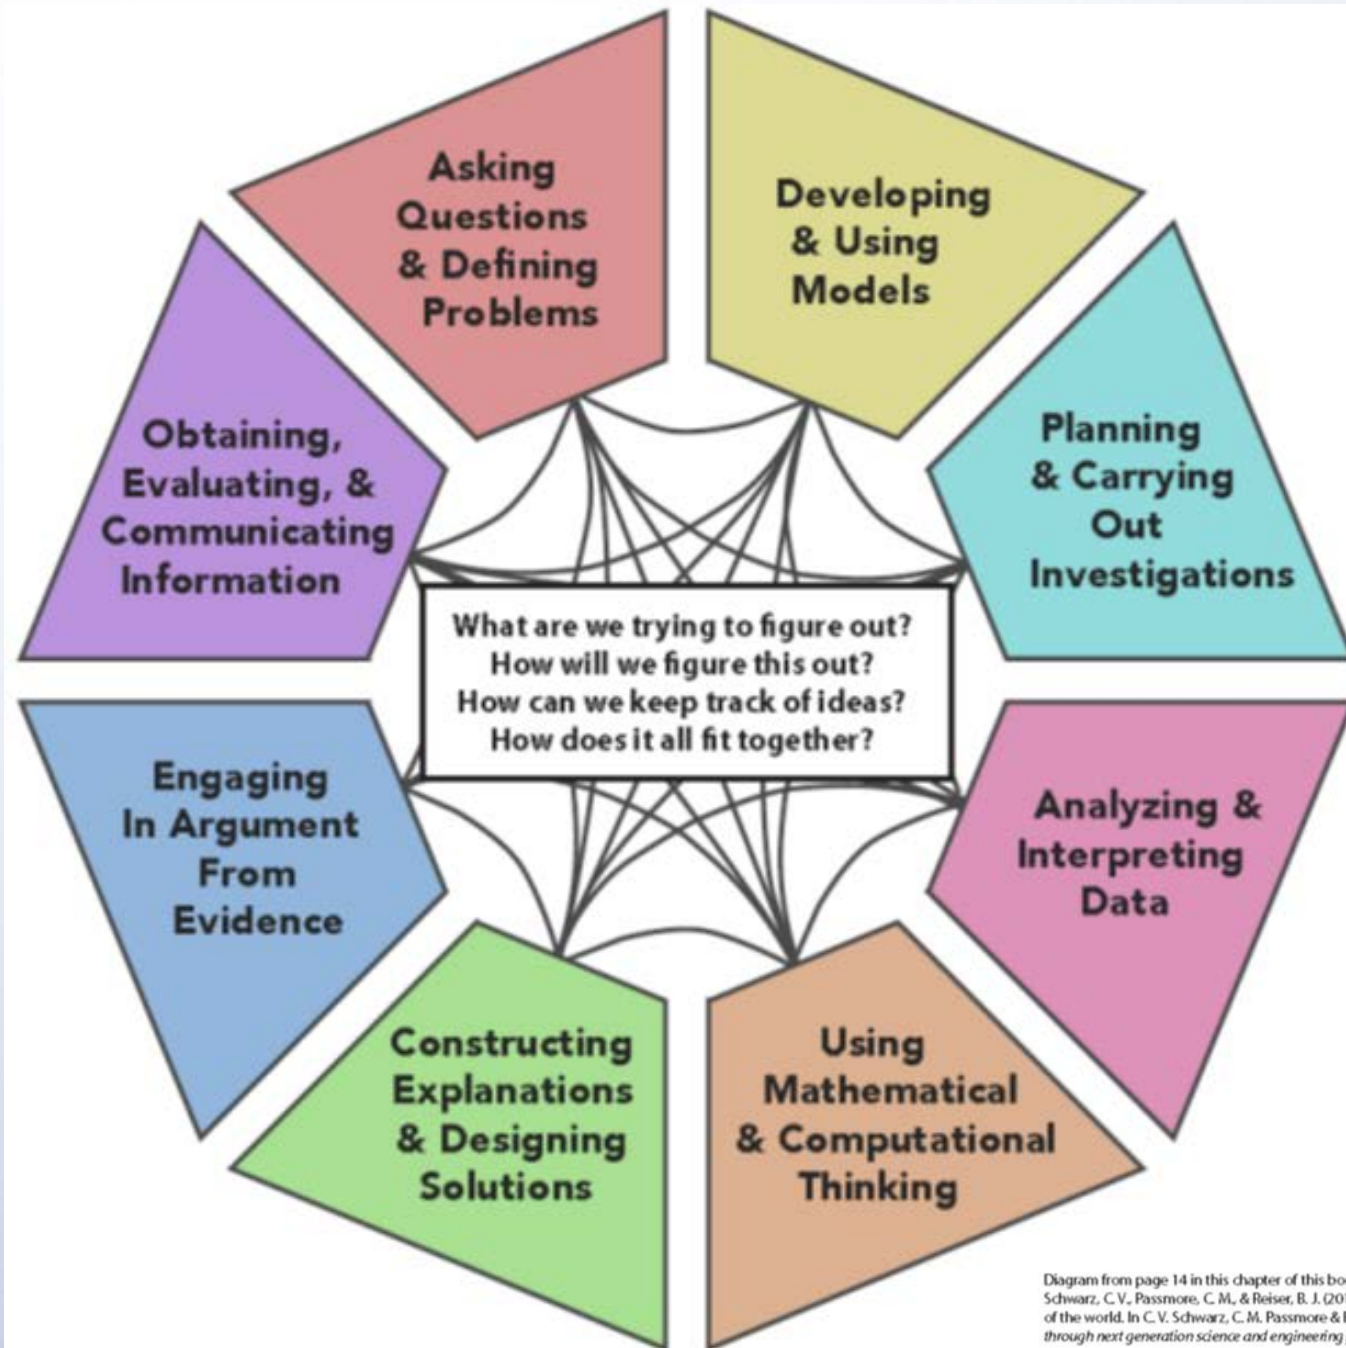 Asking
Questions
& Defining
Problems
Developing
& Using
Models
Planning
& Carrying
Out
Investigations
Analyzing &
Interpreting
Data
Using
Mathematical
& Computational
Thinking
Constructing
Explanations
& Designing
Solutions
Engaging
In Argument
From
Evidence
Obtaining,
Evaluating, &
Communicating
Information
What are we trying to figure out?
How will we figure this out?
How can we keep track of ideas?
How does it all fit together?
Diagram from page 14 in this chapter of this
Schwarz, C. V., Passmore, C. M., & Reiser, B. J.
of the world. In C. V. Schwarz, C. M. Passmore &
through next generation science and engineering